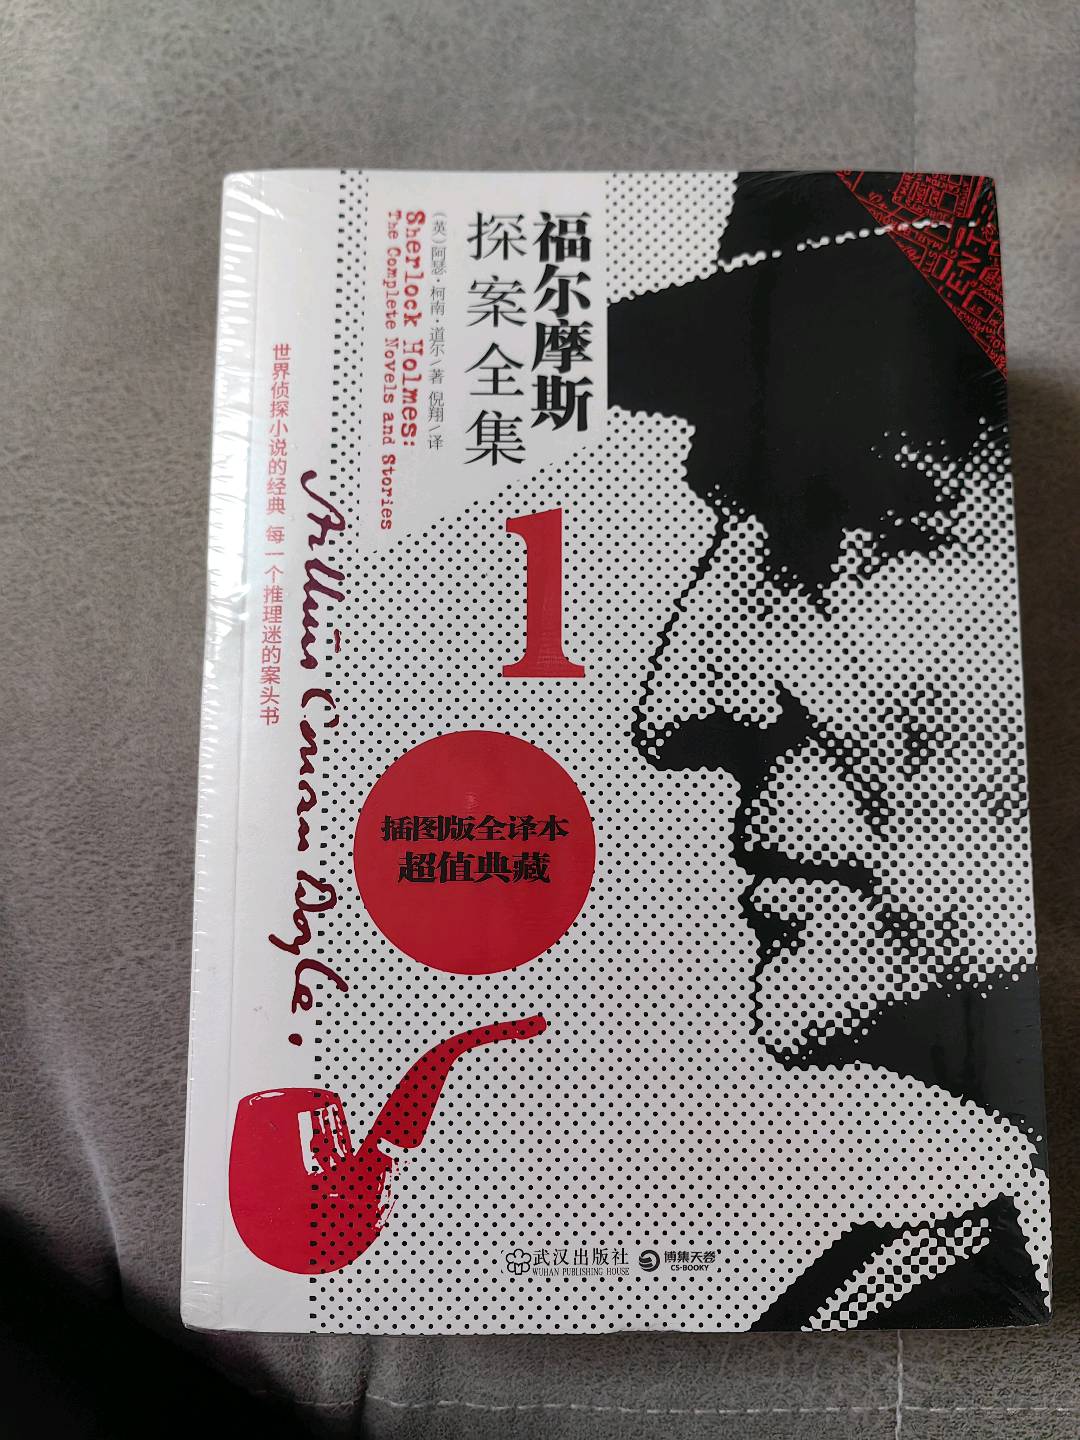 福尔摩斯
探案全集
(英)阿瑟·柯南·道尔\著 倪翔\译
Sherlock Holmes:
The Complete Novels and Stories
世界侦探小说的经典 每一个推理迷的案头书
Arthur Conan Doyle.
1
插图版全译本
超值典藏
武汉出版社
WUHAN PUBLISHING HOUSE
博集天卷
CS-BOOKY